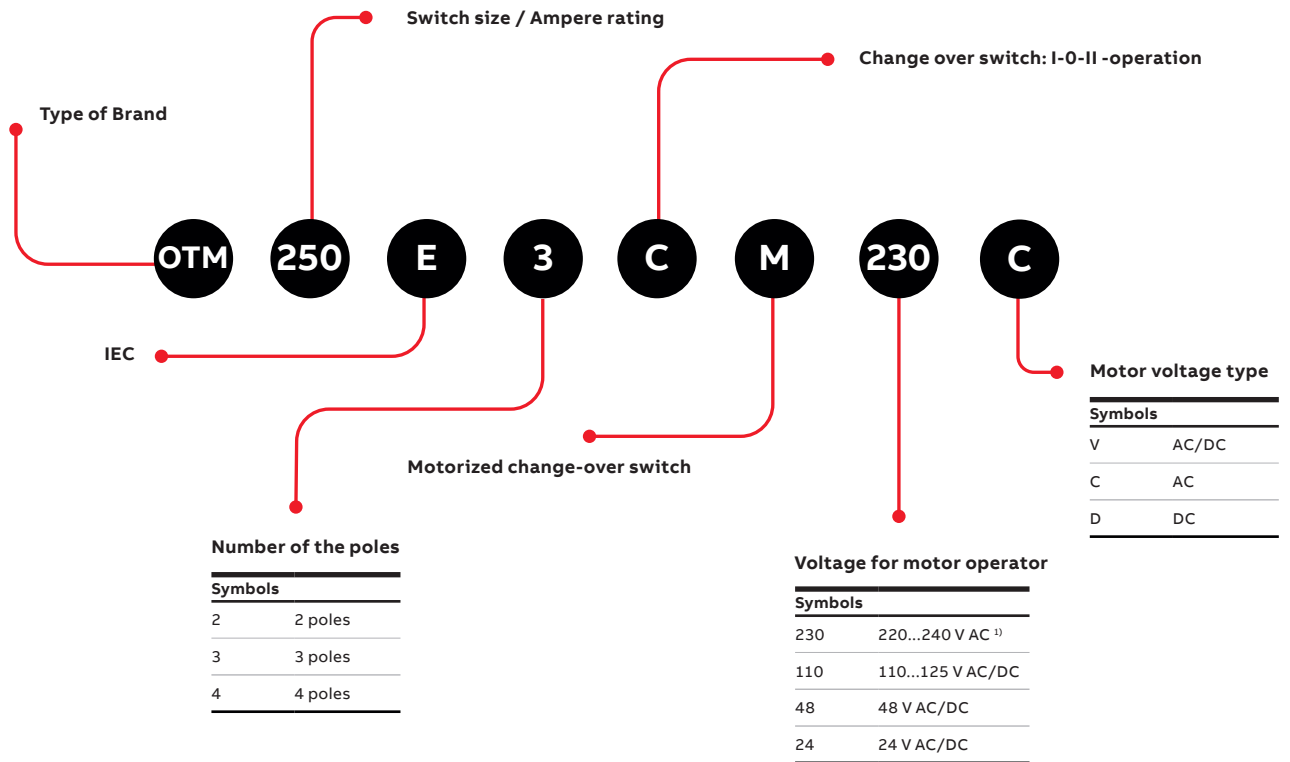 Switch size / Ampere rating
Change over switch: I-0-II -operation
Type of Brand
OTM 250 E 3 C M 230 C
IEC
Motor voltage type
Symbols
V AC/DC
C AC
D DC
Motorized change-over switch
Number of the poles
Symbols
2 2 poles
3 3 poles
4 4 poles
Voltage for motor operator
Symbols
230 220...240 V AC ¹⁾
110 110...125 V AC/DC
48 48 V AC/DC
24 24 V AC/DC